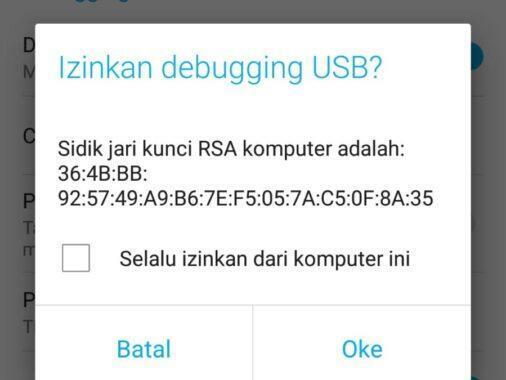 Izinkan debugging USB?
Sidik jari kunci RSA komputer adalah:
36:4B:BB:
92:57:49:A9:B6:7E:F5:05:7A:C5:0F:8A:35
Selalu izinkan dari komputer ini
Batal
Oke